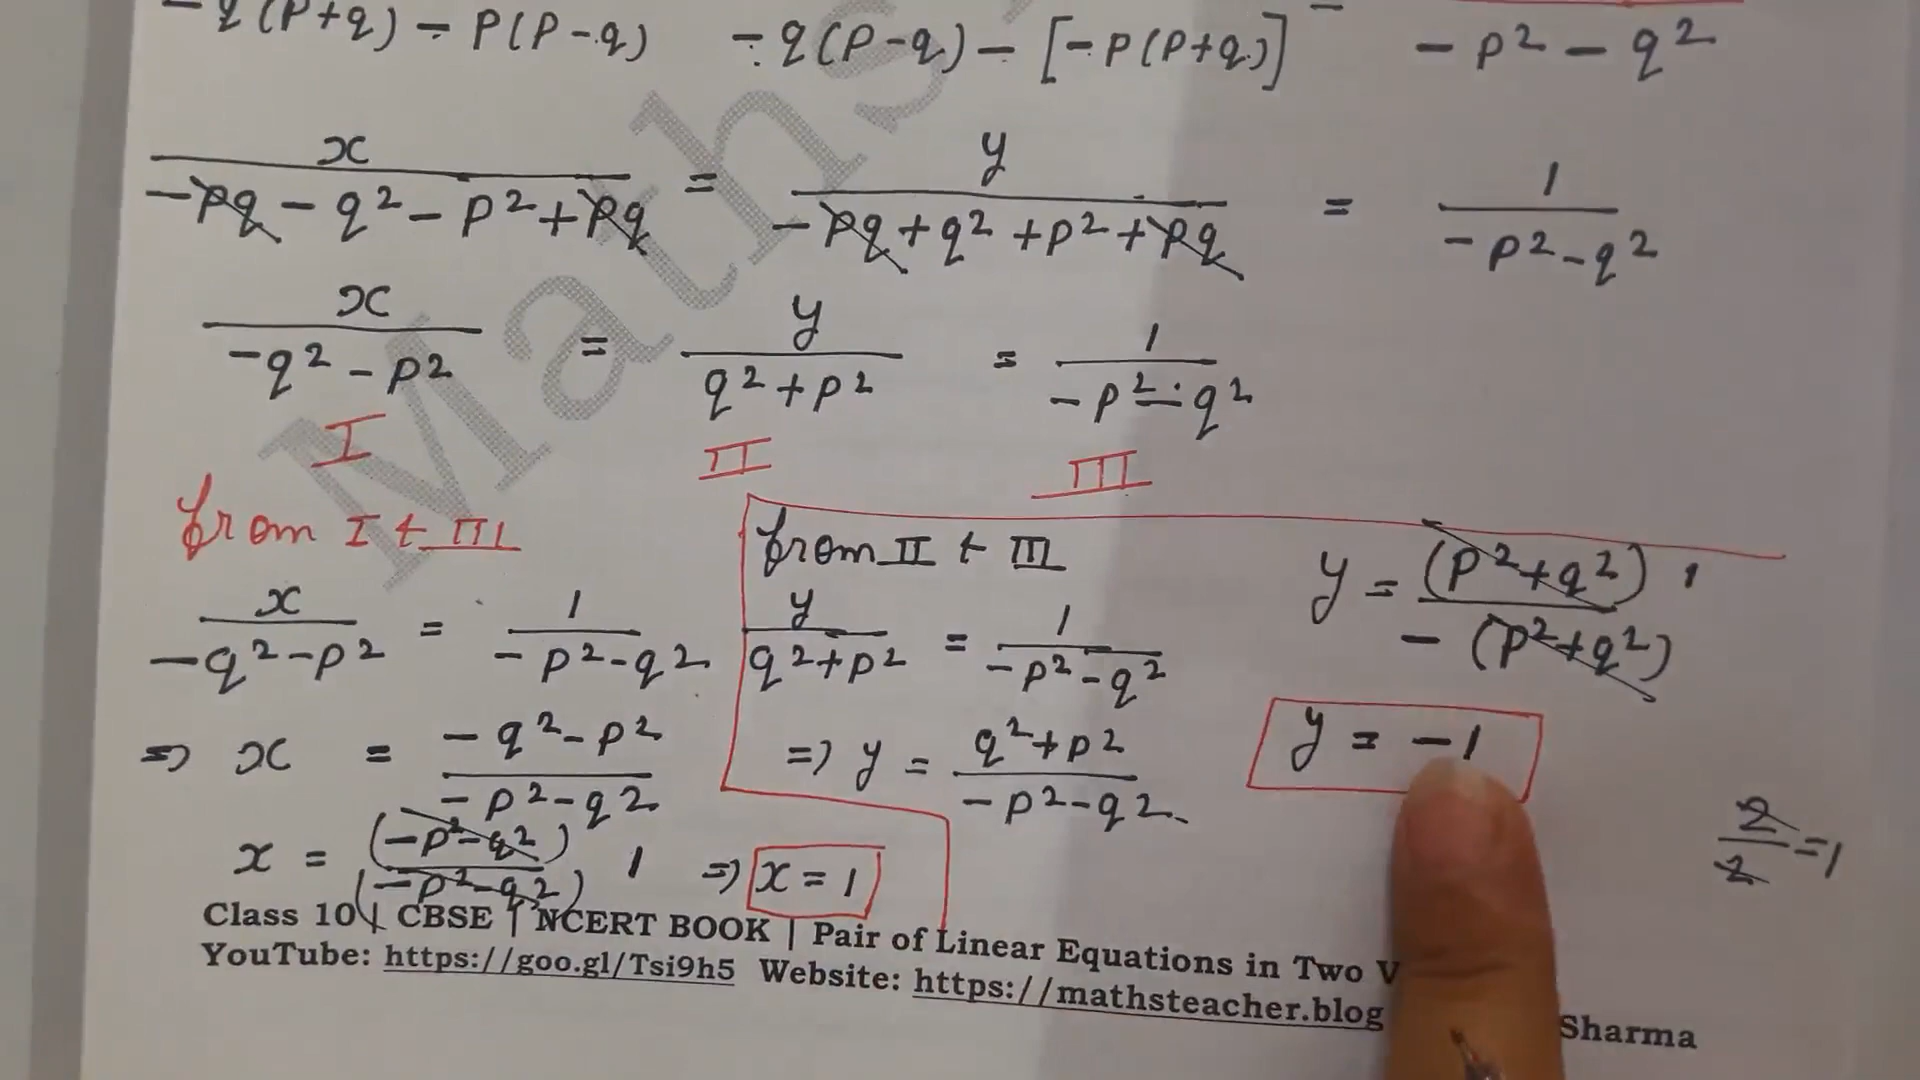 -q(P+q) - P(P-q)   -q(P-q) - [-P(P+q)]   -p² - q²
x/(-pq - q² - p² + pq) = y/(-pq + q² + p² + pq) = 1/(-p² - q²)
x/(-q² - p²) = y/(q² + p²) = 1/(-p² - q²)
I   II   III
from I + III
x/(-q² - p²) = 1/(-p² - q²)
=> x = (-q² - p²)/(-p² - q²)
x = (-p² - q²)/(-p² - q²) 1 => x = 1
from II + III
y/(q² + p²) = 1/(-p² - q²)
=> y = (q² + p²)/(-p² - q²)
y = (p² + q²)/-(p² + q²) 1
y = -1
2/2 = 1
Class 10 | CBSE | NCERT BOOK | Pair of Linear Equations in Two V
YouTube: https://goo.gl/Tsi9h5 Website: https://mathsteacher.blog Sharma
Maths